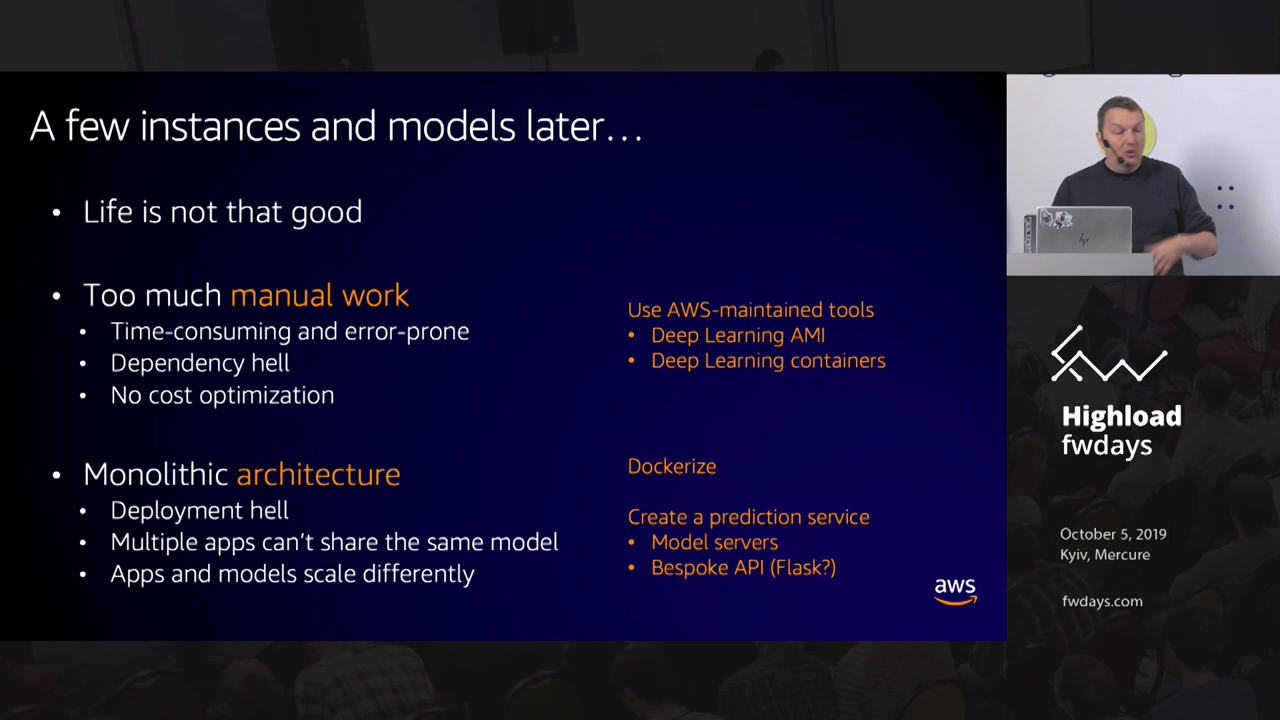 A few instances and models later…
Life is not that good
Too much manual work
Time-consuming and error-prone
Dependency hell
No cost optimization
Use AWS-maintained tools
Deep Learning AMI
Deep Learning containers
Monolithic architecture
Deployment hell
Multiple apps can't share the same model
Apps and models scale differently
Dockerize
Create a prediction service
Model servers
Bespoke API (Flask?)
aws
hp
Highload
fwdays
October 5, 2019
Kyiv, Mercure
fwdays.com